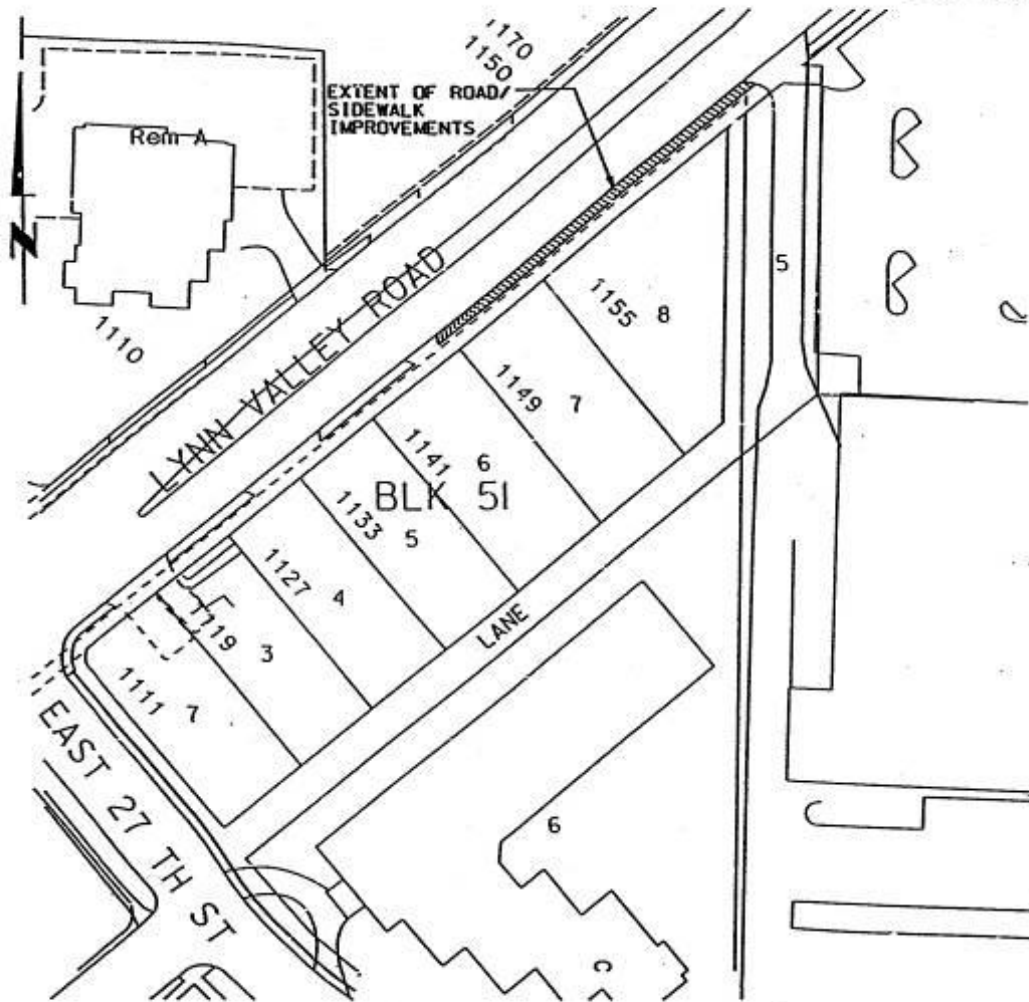 1170
1150
EXTENT OF ROAD/
SIDEWALK
IMPROVEMENTS
Rem A
N
1110
LYNN VALLEY ROAD
5
1155 8
1149 7
1141 6
BLK 51
1133 5
1127 4
1119 3
1111 7
LANE
EAST 27 TH ST
6
C